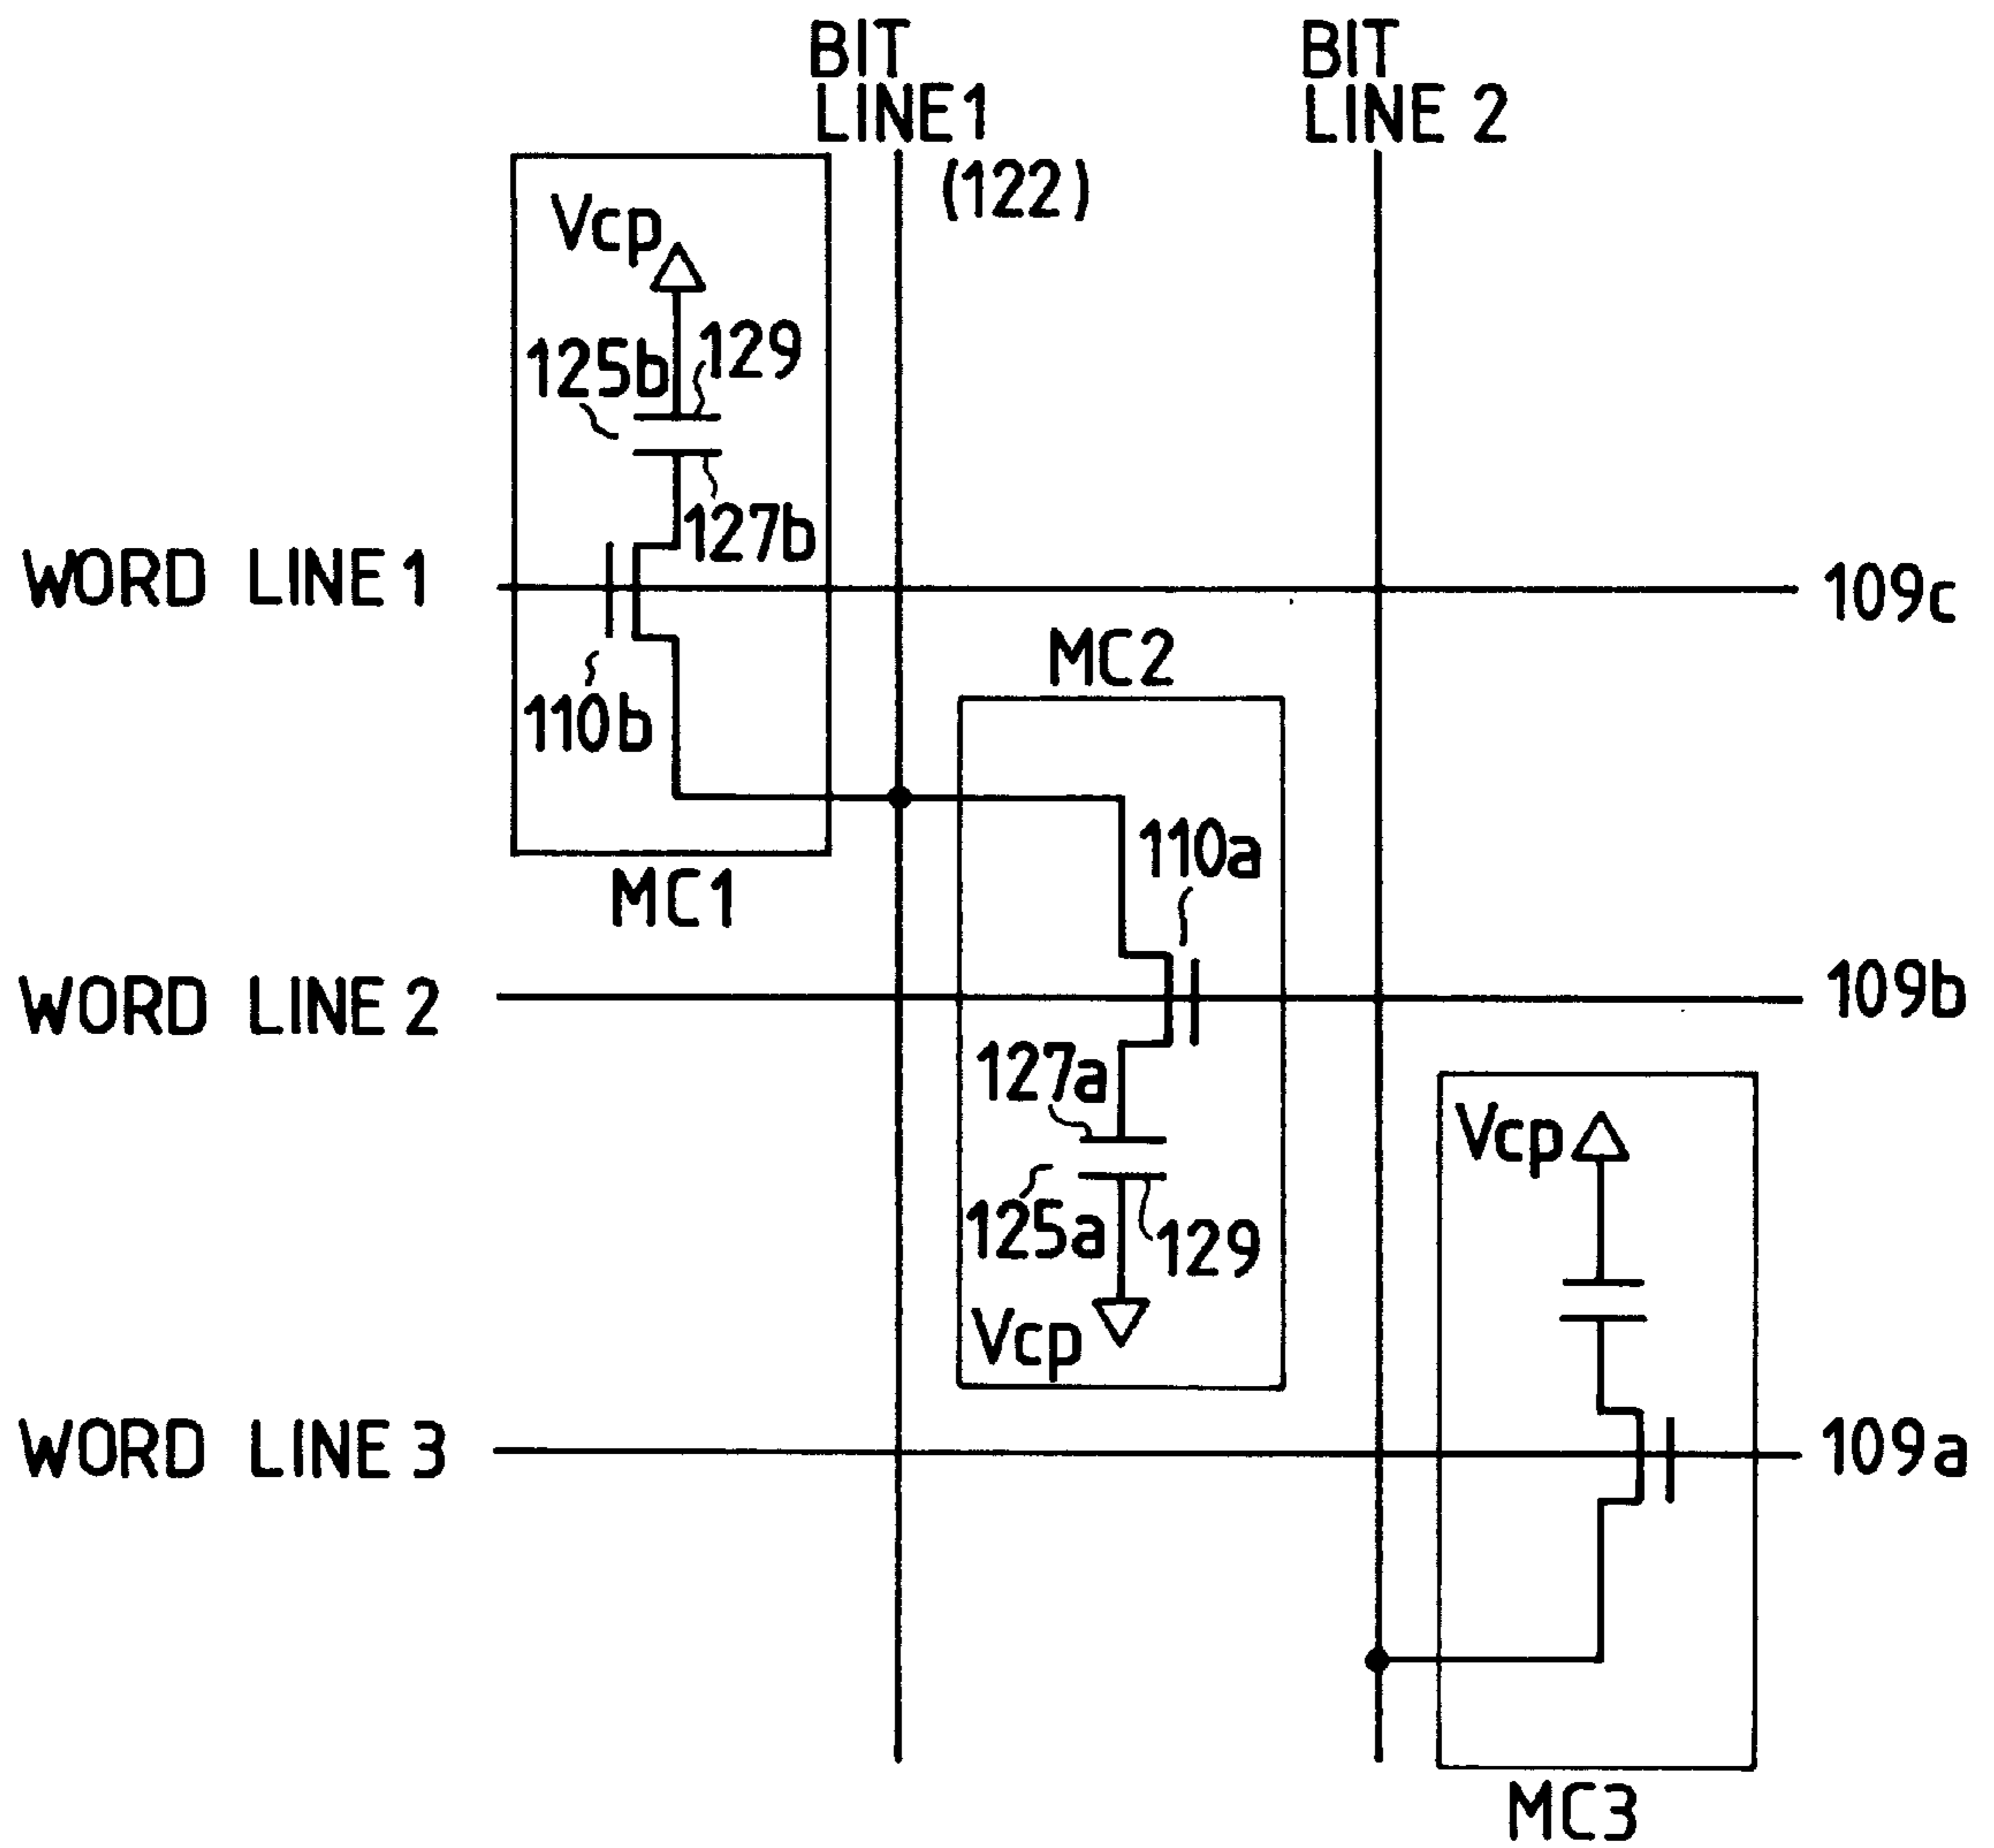 BIT
LINE1
(122)
BIT
LINE 2
Vcp
125b
129
127b
WORD LINE 1
109c
110b
MC1
MC2
110a
WORD LINE 2
109b
127a
125a
129
Vcp
Vcp
WORD LINE 3
109a
MC3